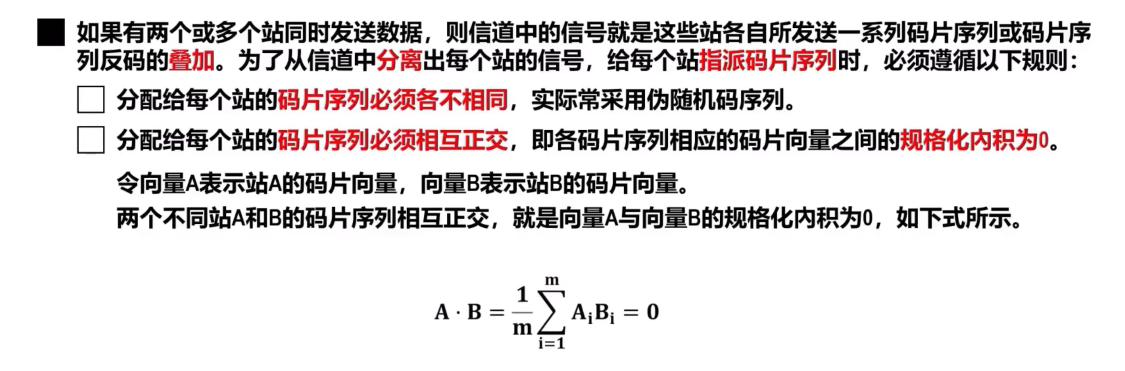 如果有两个或多个站同时发送数据，则信道中的信号就是这些站各自所发送一系列码片序列或码片序
列反码的叠加。为了从信道中分离出每个站的信号，给每个站指派码片序列时，必须遵循以下规则：
分配给每个站的码片序列必须各不相同，实际常采用伪随机码序列。
分配给每个站的码片序列必须相互正交，即各码片序列相应的码片向量之间的规格化内积为0。
令向量A表示站A的码片向量，向量B表示站B的码片向量。
两个不同站A和B的码片序列相互正交，就是向量A与向量B的规格化内积为0，如下式所示。
A · B = \frac{1}{m} \sum_{i=1}^{m} A_i B_i = 0